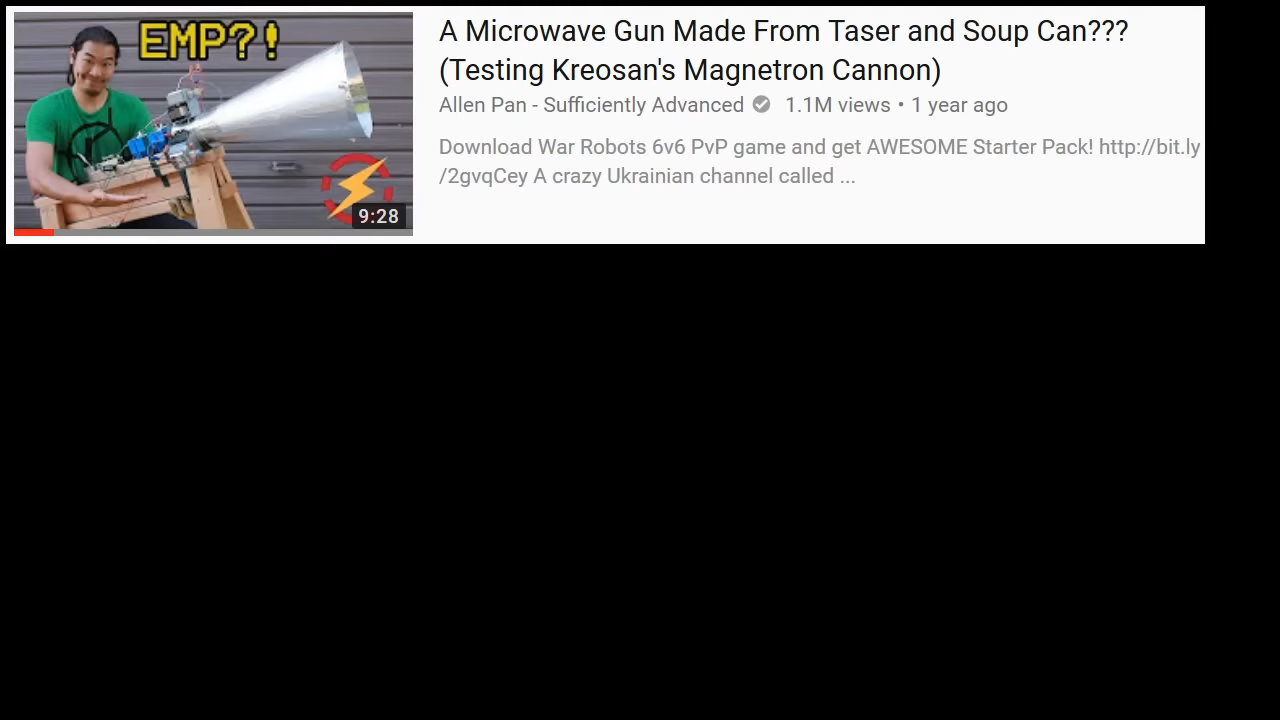 EMP?!
9:28
A Microwave Gun Made From Taser and Soup Can???
(Testing Kreosan's Magnetron Cannon)
Allen Pan - Sufficiently Advanced 1.1M views • 1 year ago
Download War Robots 6v6 PvP game and get AWESOME Starter Pack! http://bit.ly
/2gvqCey A crazy Ukrainian channel called ...